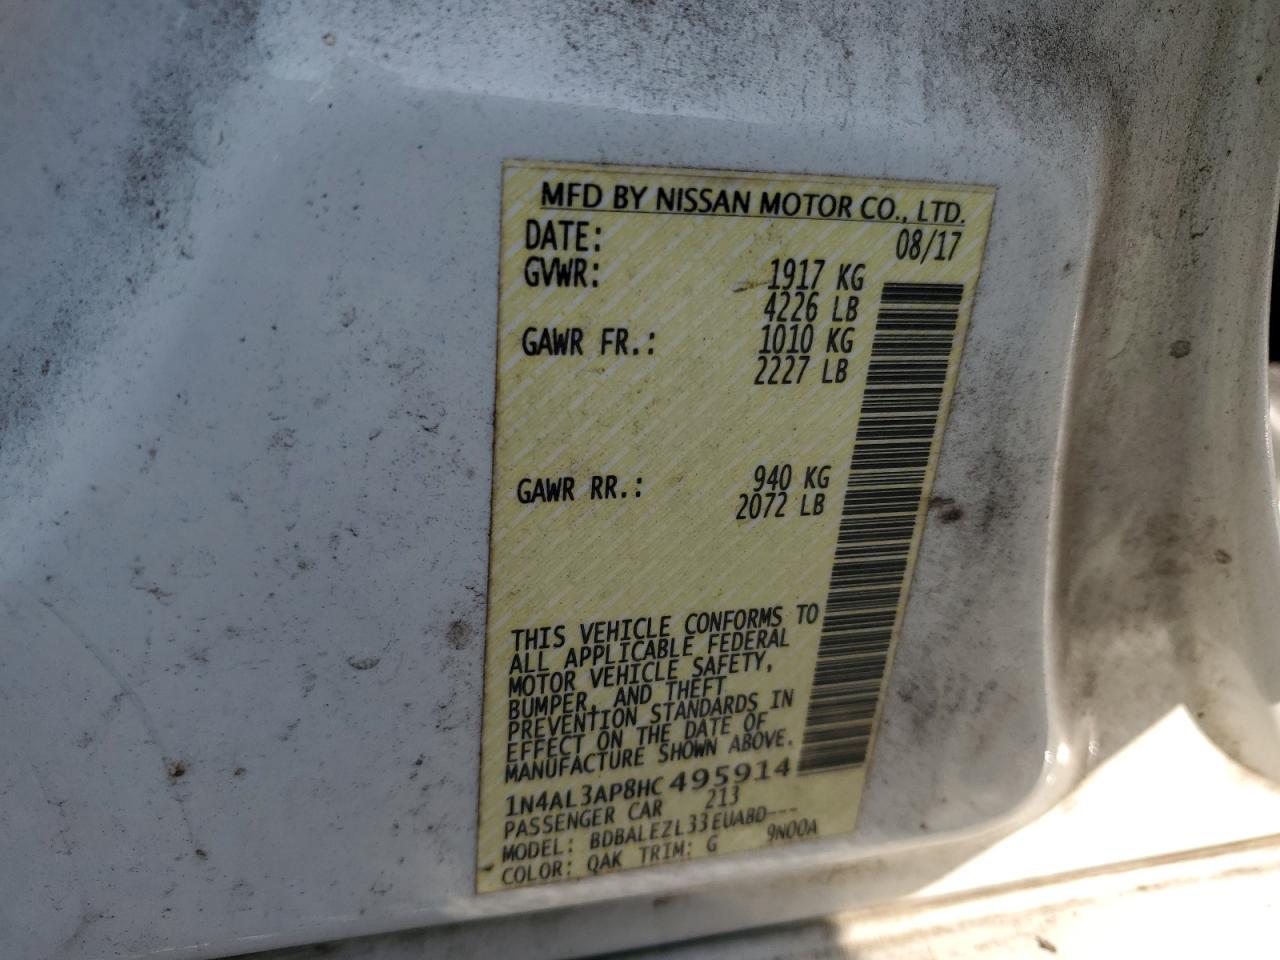 MFD BY NISSAN MOTOR CO., LTD.
DATE: 08/17
GVWR: 1917 KG
4226 LB
GAWR FR.: 1010 KG
2227 LB
GAWR RR.: 940 KG
2072 LB
THIS VEHICLE CONFORMS TO
ALL APPLICABLE FEDERAL
MOTOR VEHICLE SAFETY,
BUMPER, AND THEFT
PREVENTION STANDARDS IN
EFFECT ON THE DATE OF
MANUFACTURE SHOWN ABOVE.
1N4AL3AP8HC495914
PASSENGER CAR 213
MODEL: BDBALEZL33EUABD---
COLOR: QAK TRIM: G 9N00A